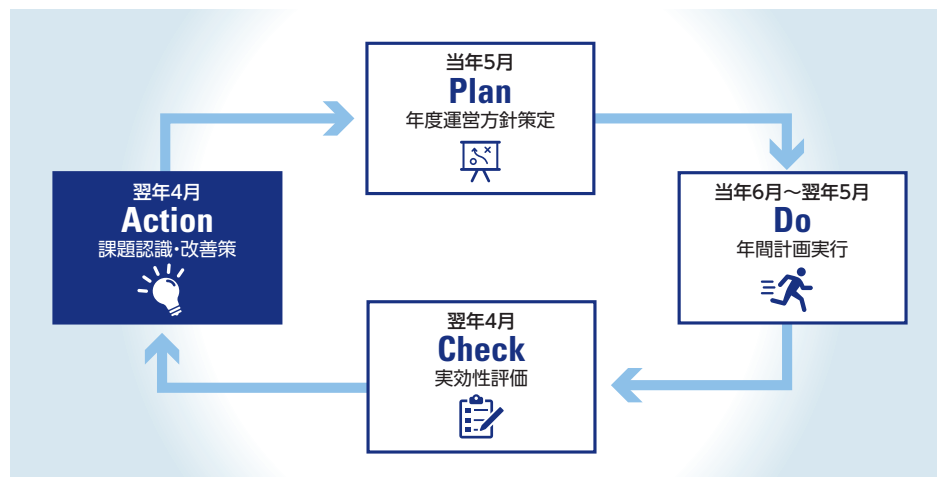 当年5月
Plan
年度運営方針策定
当年6月～翌年5月
Do
年間計画実行
翌年4月
Check
実効性評価
翌年4月
Action
課題認識・改善策